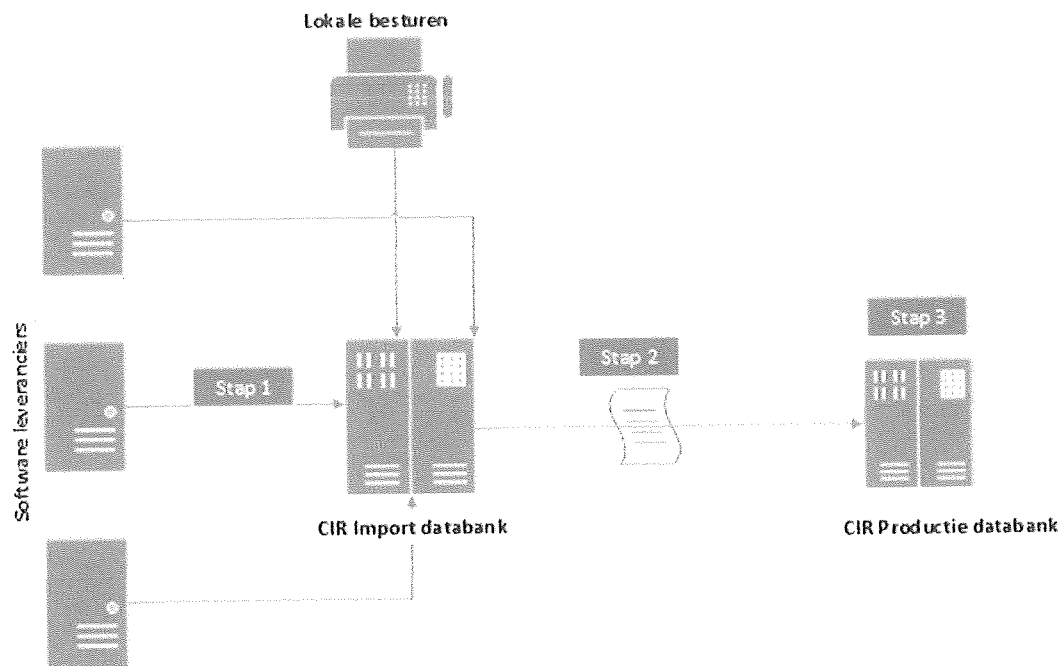 Lokale besturen
Software leveranciers
Stap 1
Stap 2
Stap 3
CIR Import databank
CIR Productie databank